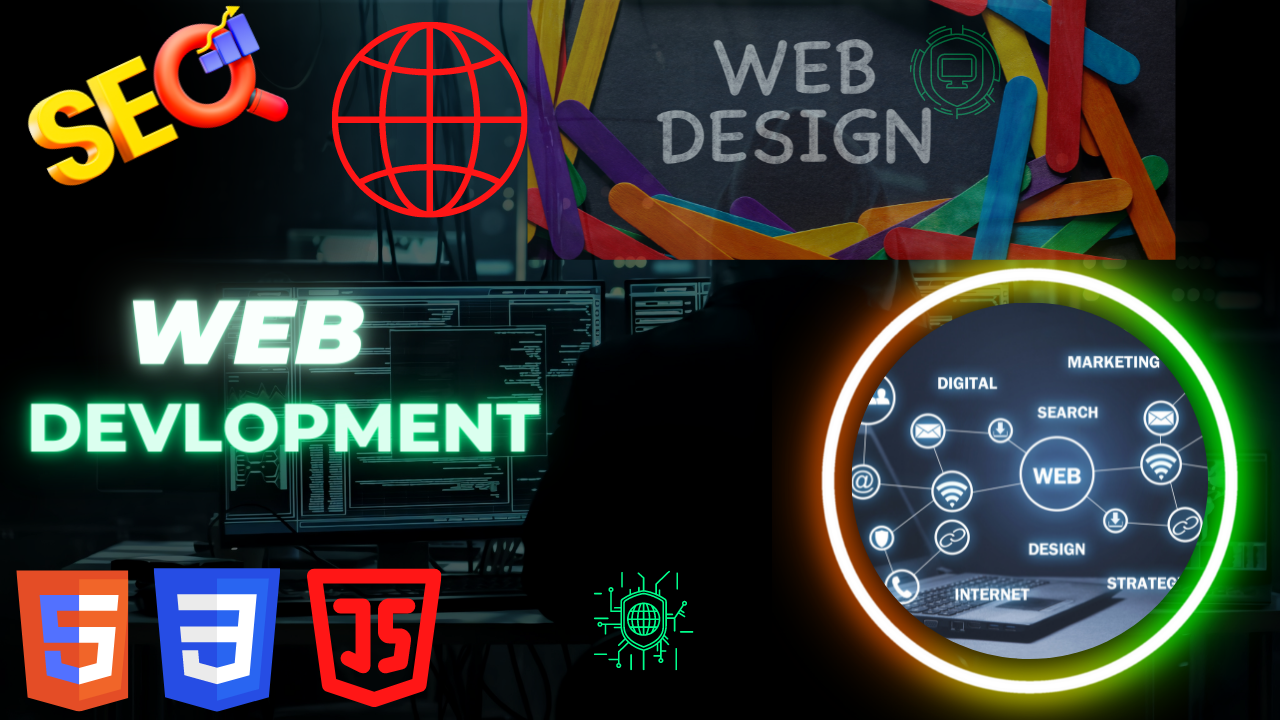 SEO
WEB
DESIGN
WEB
DEVLOPMENT
MARKETING
DIGITAL
SEARCH
WEB
@
DESIGN
STRATEG
INTERNET
5
3
JS